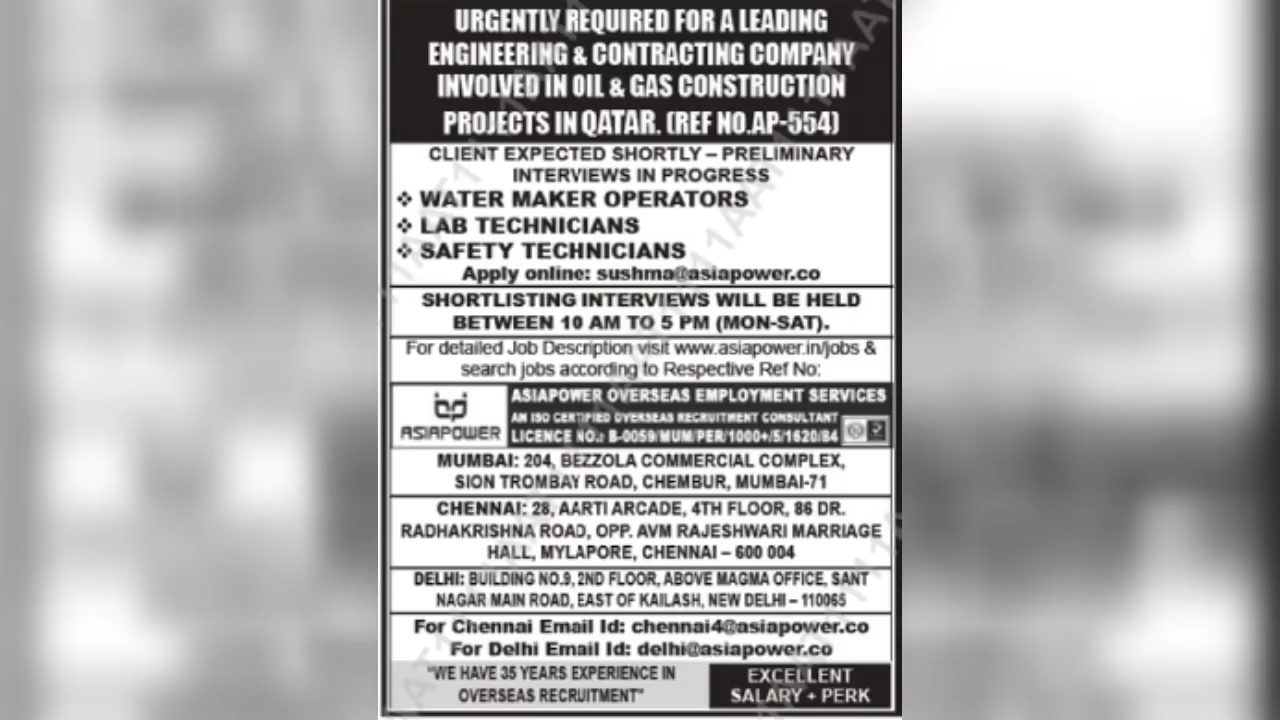 URGENTLY REQUIRED FOR A LEADING
ENGINEERING & CONTRACTING COMPANY
INVOLVED IN OIL & GAS CONSTRUCTION
PROJECTS IN QATAR. (REF NO.AP-554)
CLIENT EXPECTED SHORTLY – PRELIMINARY
INTERVIEWS IN PROGRESS
❖ WATER MAKER OPERATORS
❖ LAB TECHNICIANS
❖ SAFETY TECHNICIANS
Apply online: sushma@asiapower.co
SHORTLISTING INTERVIEWS WILL BE HELD
BETWEEN 10 AM TO 5 PM (MON-SAT).
For detailed Job Description visit www.asiapower.in/jobs &
search jobs according to Respective Ref No:
ASIAPOWER
ASIAPOWER OVERSEAS EMPLOYMENT SERVICES
AN ISO CERTIFIED OVERSEAS RECRUITMENT CONSULTANT
LICENCE NO.: B-0059/MUM/PER/1000+/5/1620/84
MUMBAI: 204, BEZZOLA COMMERCIAL COMPLEX,
SION TROMBAY ROAD, CHEMBUR, MUMBAI-71
CHENNAI: 28, AARTI ARCADE, 4TH FLOOR, 86 DR.
RADHAKRISHNA ROAD, OPP. AVM RAJESHWARI MARRIAGE
HALL, MYLAPORE, CHENNAI – 600 004
DELHI: BUILDING NO.9, 2ND FLOOR, ABOVE MAGMA OFFICE, SANT
NAGAR MAIN ROAD, EAST OF KAILASH, NEW DELHI – 110065
For Chennai Email Id: chennai4@asiapower.co
For Delhi Email Id: delhi@asiapower.co
"WE HAVE 35 YEARS EXPERIENCE IN
OVERSEAS RECRUITMENT"
EXCELLENT
SALARY + PERK